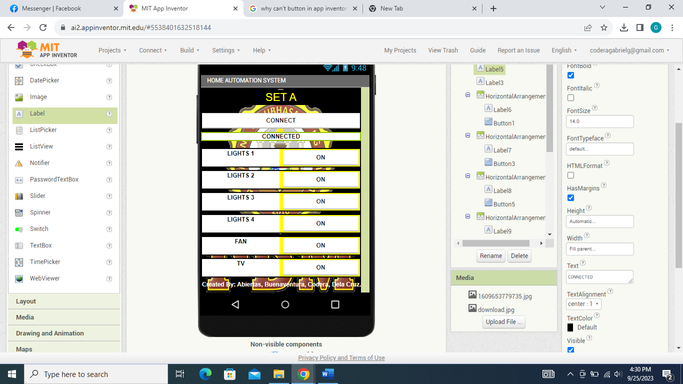 Messenger | Facebook
MIT App Inventor
why can't button in app inventor
New Tab
ai2.appinventor.mit.edu/#5538401632518144
MIT
APP INVENTOR
Projects
Connect
Build
Settings
Help
My Projects
View Trash
Guide
Report an Issue
English
coderagabrielg@gmail.com
CheckBox
DatePicker
Image
Label
ListPicker
ListView
Notifier
PasswordTextBox
Slider
Spinner
Switch
TextBox
TimePicker
WebViewer
Layout
Media
Drawing and Animation
Maps
9:48
HOME AUTOMATION SYSTEM
SET A
CONNECT
CONNECTED
LIGHTS 1
ON
LIGHTS 2
ON
LIGHTS 3
ON
LIGHTS 4
ON
FAN
ON
TV
ON
Created By: Abiertas, Buenaventura, Codera, Dela Cruz,
Non-visible components
Label5
Label3
HorizontalArrangemer
Label6
Button1
HorizontalArrangemer
Label7
Button3
HorizontalArrangemer
Label8
Button5
HorizontalArrangemer
Label9
Rename
Delete
Media
1609653779735.jpg
download.jpg
Upload File ...
FontBold
FontItalic
FontSize
14.0
FontTypeface
default...
HTMLFormat
HasMargins
Height
Automatic...
Width
Fill parent...
Text
CONNECTED
TextAlignment
center : 1
TextColor
Default
Visible
Privacy Policy and Terms of Use
Type here to search
4:30 PM
9/25/2023